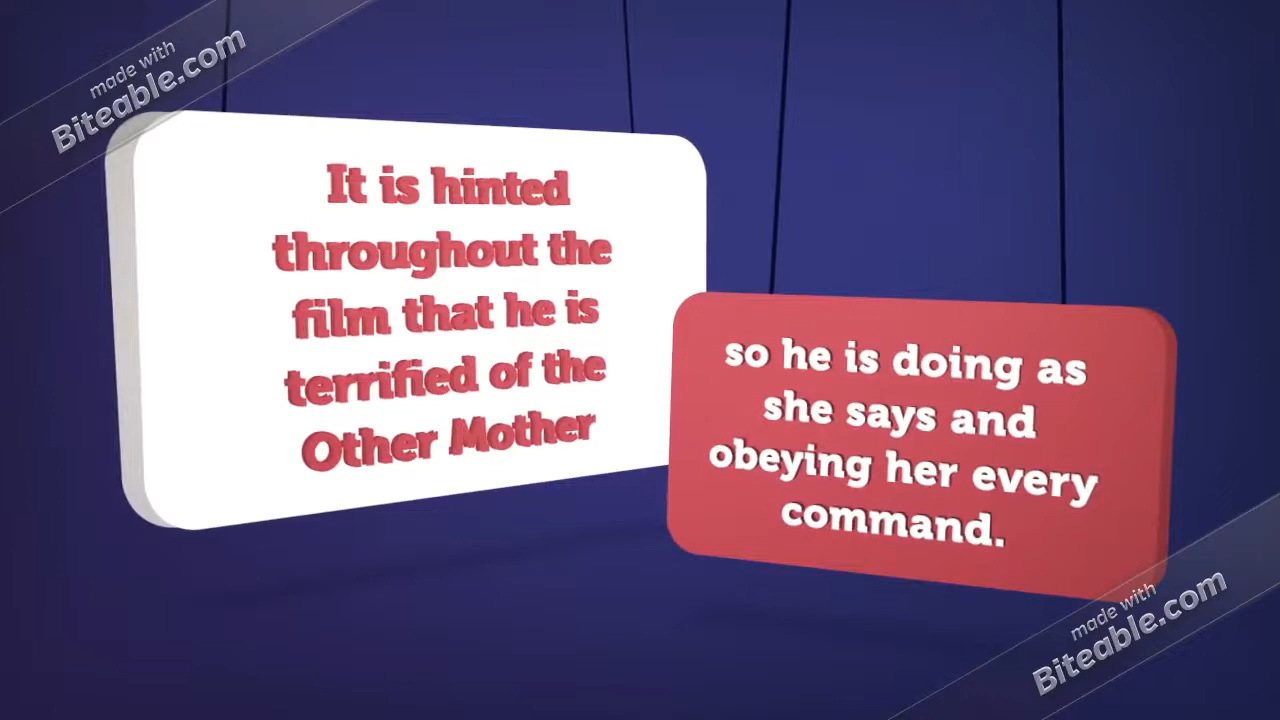 made with
Biteable.com
It is hinted
throughout the
film that he is
terrified of the
Other Mother
so he is doing as
she says and
obeying her every
command.
made with
Biteable.com